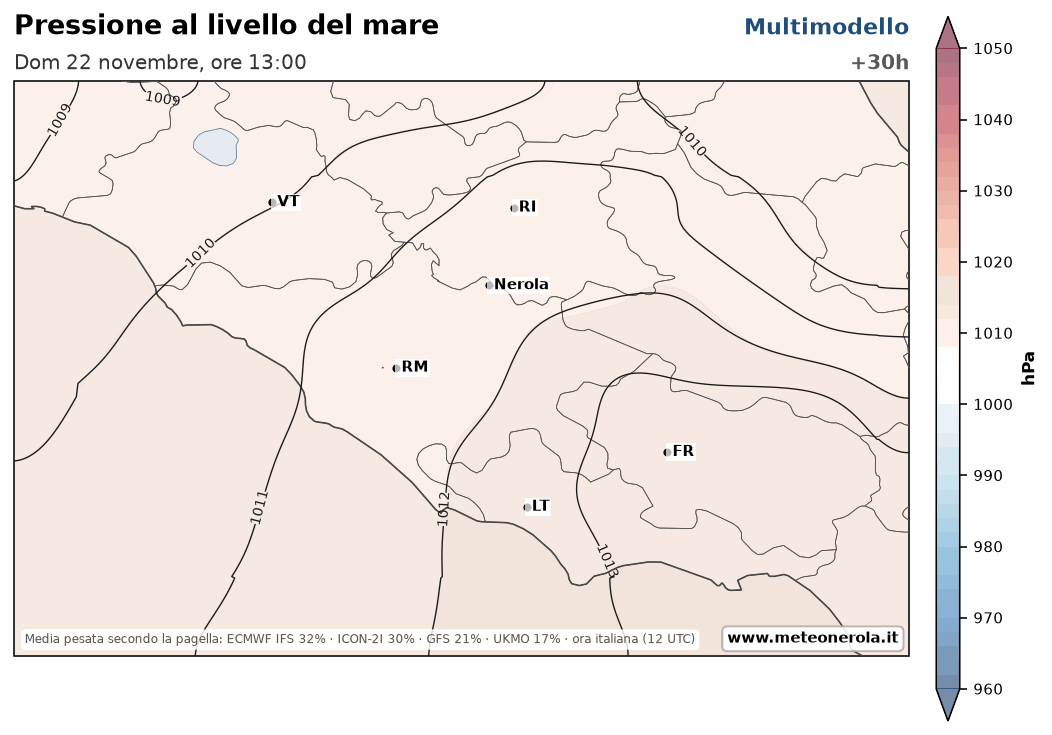 Pressione al livello del mare
Multimodello
Dom 22 novembre, ore 13:00
+30h
1009
1009
1010
VT
RI
1010
Nerola
RM
FR
1011
1012
LT
1013
Media pesata secondo la pagella: ECMWF IFS 32% · ICON-2I 30% · GFS 21% · UKMO 17% · ora italiana (12 UTC)
www.meteonerola.it
1050
1040
1030
1020
1010
1000
990
980
970
960
hPa